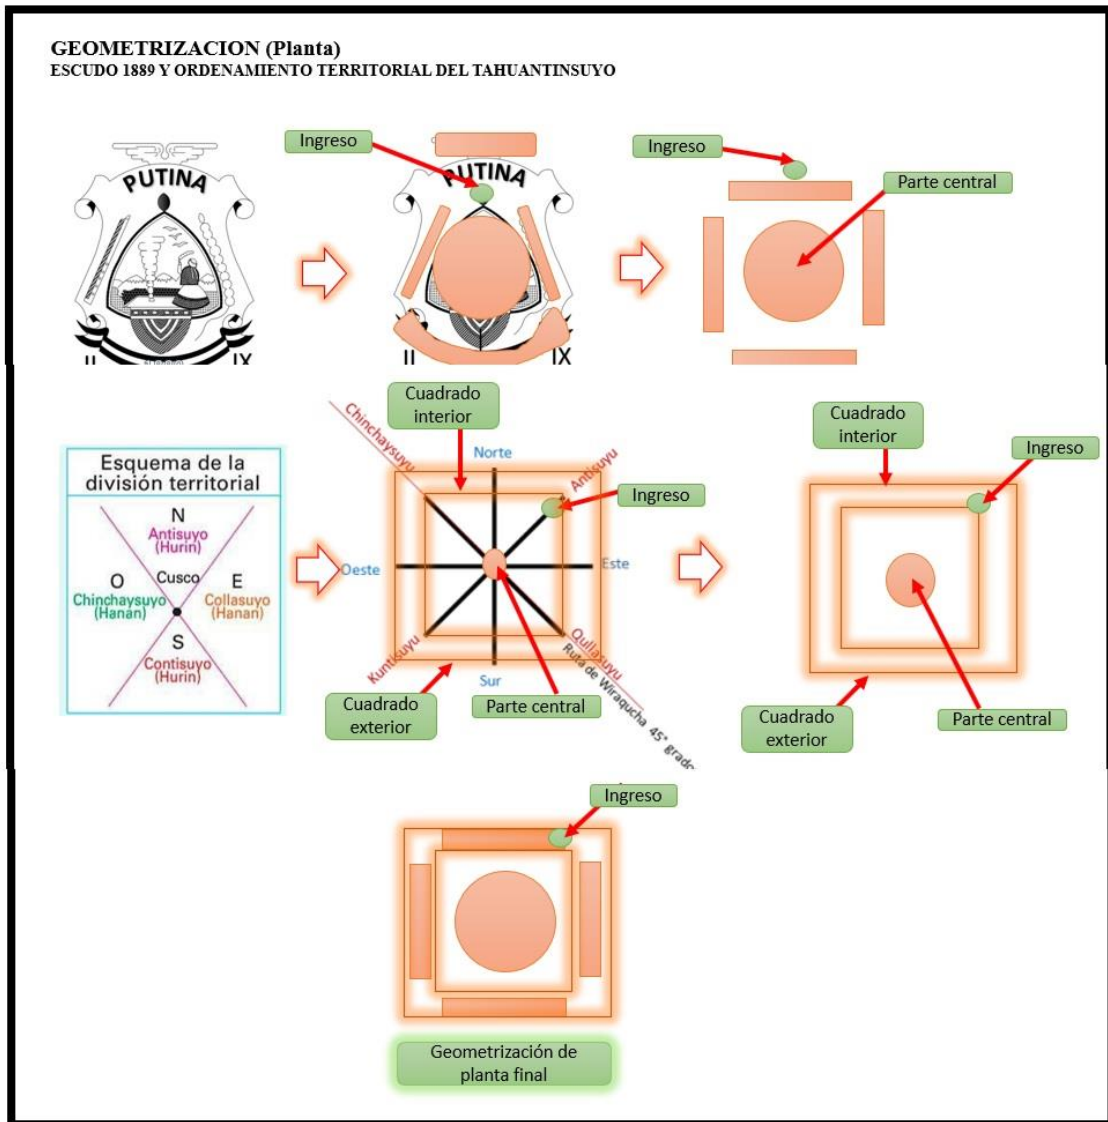 GEOMETRIZACION (Planta)
ESCUDO 1889 Y ORDENAMIENTO TERRITORIAL DEL TAHUANTINSUYO
PUTINA
II
IX
Ingreso
PUTINA
II
IX
Ingreso
Parte central
Esquema de la
división territorial
N
Antisuyo
(Hurin)
O
Cusco
E
Chinchaysuyo
(Hanan)
Collasuyo
(Hanan)
S
Contisuyo
(Hurin)
Cuadrado
interior
Chinchaysuyu
Norte
Antisuyu
Ingreso
Oeste
Este
Kuntisuyu
Sur
Qullasuyu
Ruta de Wiraqucha 45° grado
Cuadrado
exterior
Parte central
Cuadrado
interior
Ingreso
Cuadrado
exterior
Parte central
Ingreso
Geometrización de
planta final